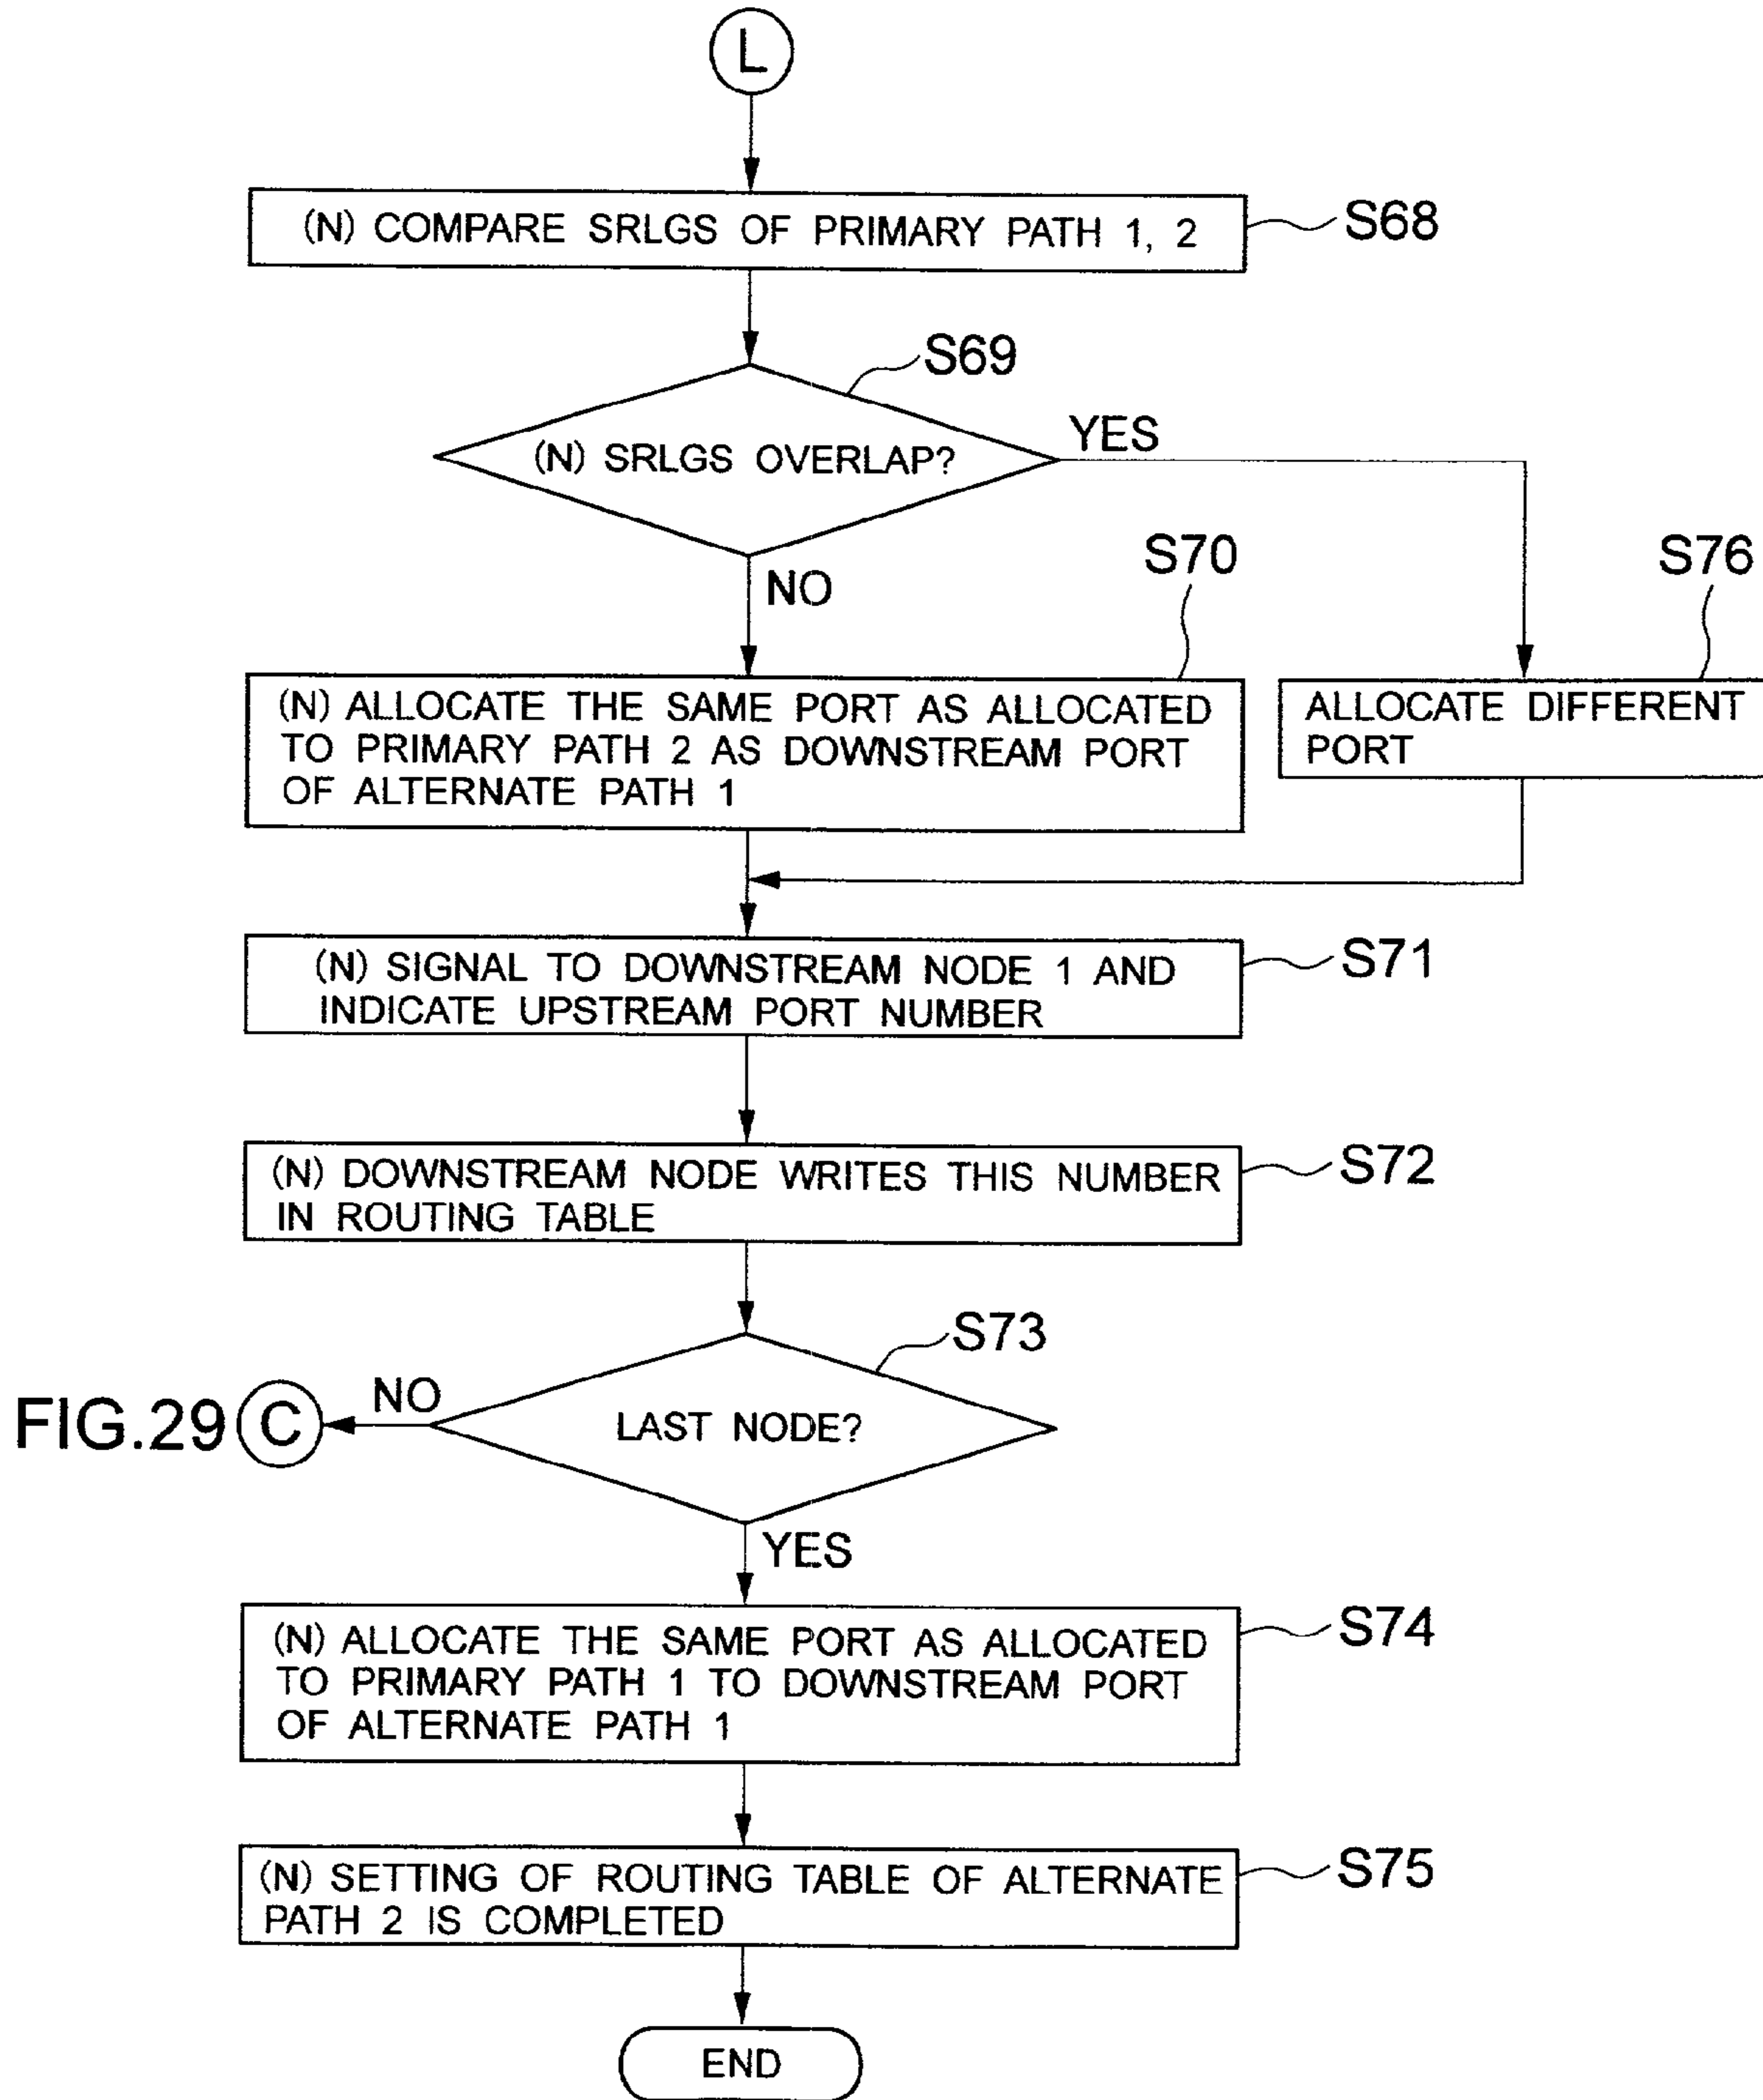 L
(N) COMPARE SRLGS OF PRIMARY PATH 1, 2
S68
S69
(N) SRLGS OVERLAP?
YES
NO
S70
S76
(N) ALLOCATE THE SAME PORT AS ALLOCATED
TO PRIMARY PATH 2 AS DOWNSTREAM PORT
OF ALTERNATE PATH 1
ALLOCATE DIFFERENT
PORT
(N) SIGNAL TO DOWNSTREAM NODE 1 AND
INDICATE UPSTREAM PORT NUMBER
S71
(N) DOWNSTREAM NODE WRITES THIS NUMBER
IN ROUTING TABLE
S72
S73
FIG.29 C
NO
LAST NODE?
YES
(N) ALLOCATE THE SAME PORT AS ALLOCATED
TO PRIMARY PATH 1 TO DOWNSTREAM PORT
OF ALTERNATE PATH 1
S74
(N) SETTING OF ROUTING TABLE OF ALTERNATE
PATH 2 IS COMPLETED
S75
END